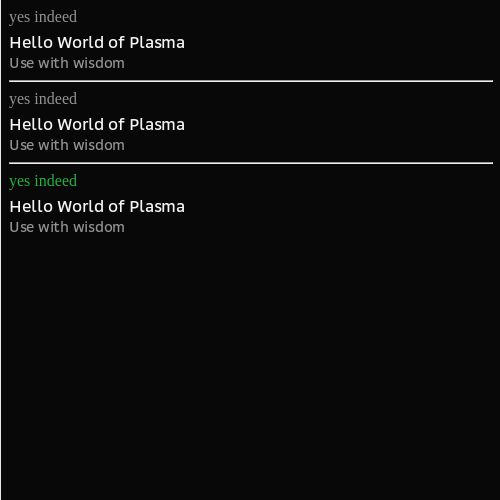 yes indeed
Hello World of Plasma
Use with wisdom
yes indeed
Hello World of Plasma
Use with wisdom
yes indeed
Hello World of Plasma
Use with wisdom